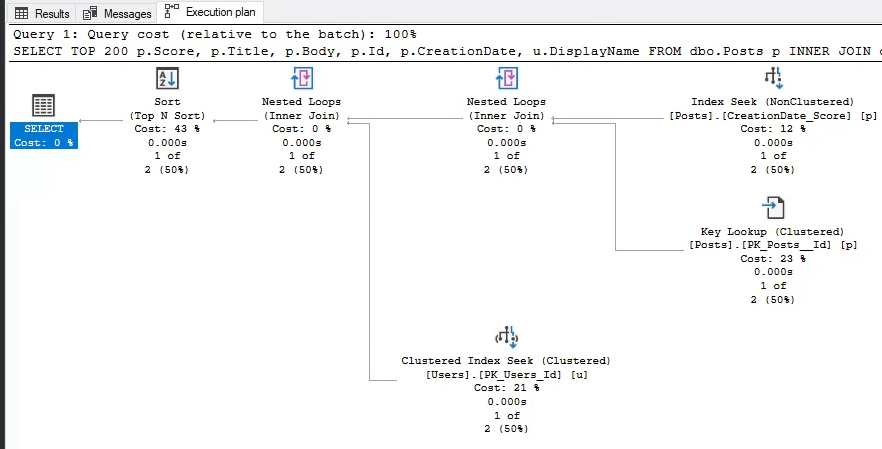 Results Messages Execution plan
Query 1: Query cost (relative to the batch): 100%
SELECT TOP 200 p.Score, p.Title, p.Body, p.Id, p.CreationDate, u.DisplayName FROM dbo.Posts p INNER JOIN
SELECT
Cost: 0 %
Sort
(Top N Sort)
Cost: 43 %
0.000s
1 of
2 (50%)
Nested Loops
(Inner Join)
Cost: 0 %
0.000s
1 of
2 (50%)
Nested Loops
(Inner Join)
Cost: 0 %
0.000s
1 of
2 (50%)
Index Seek (NonClustered)
[Posts].[CreationDate_Score] [p]
Cost: 12 %
0.000s
1 of
2 (50%)
Key Lookup (Clustered)
[Posts].[PK_Posts__Id] [p]
Cost: 23 %
0.000s
1 of
2 (50%)
Clustered Index Seek (Clustered)
[Users].[PK_Users_Id] [u]
Cost: 21 %
0.000s
1 of
2 (50%)